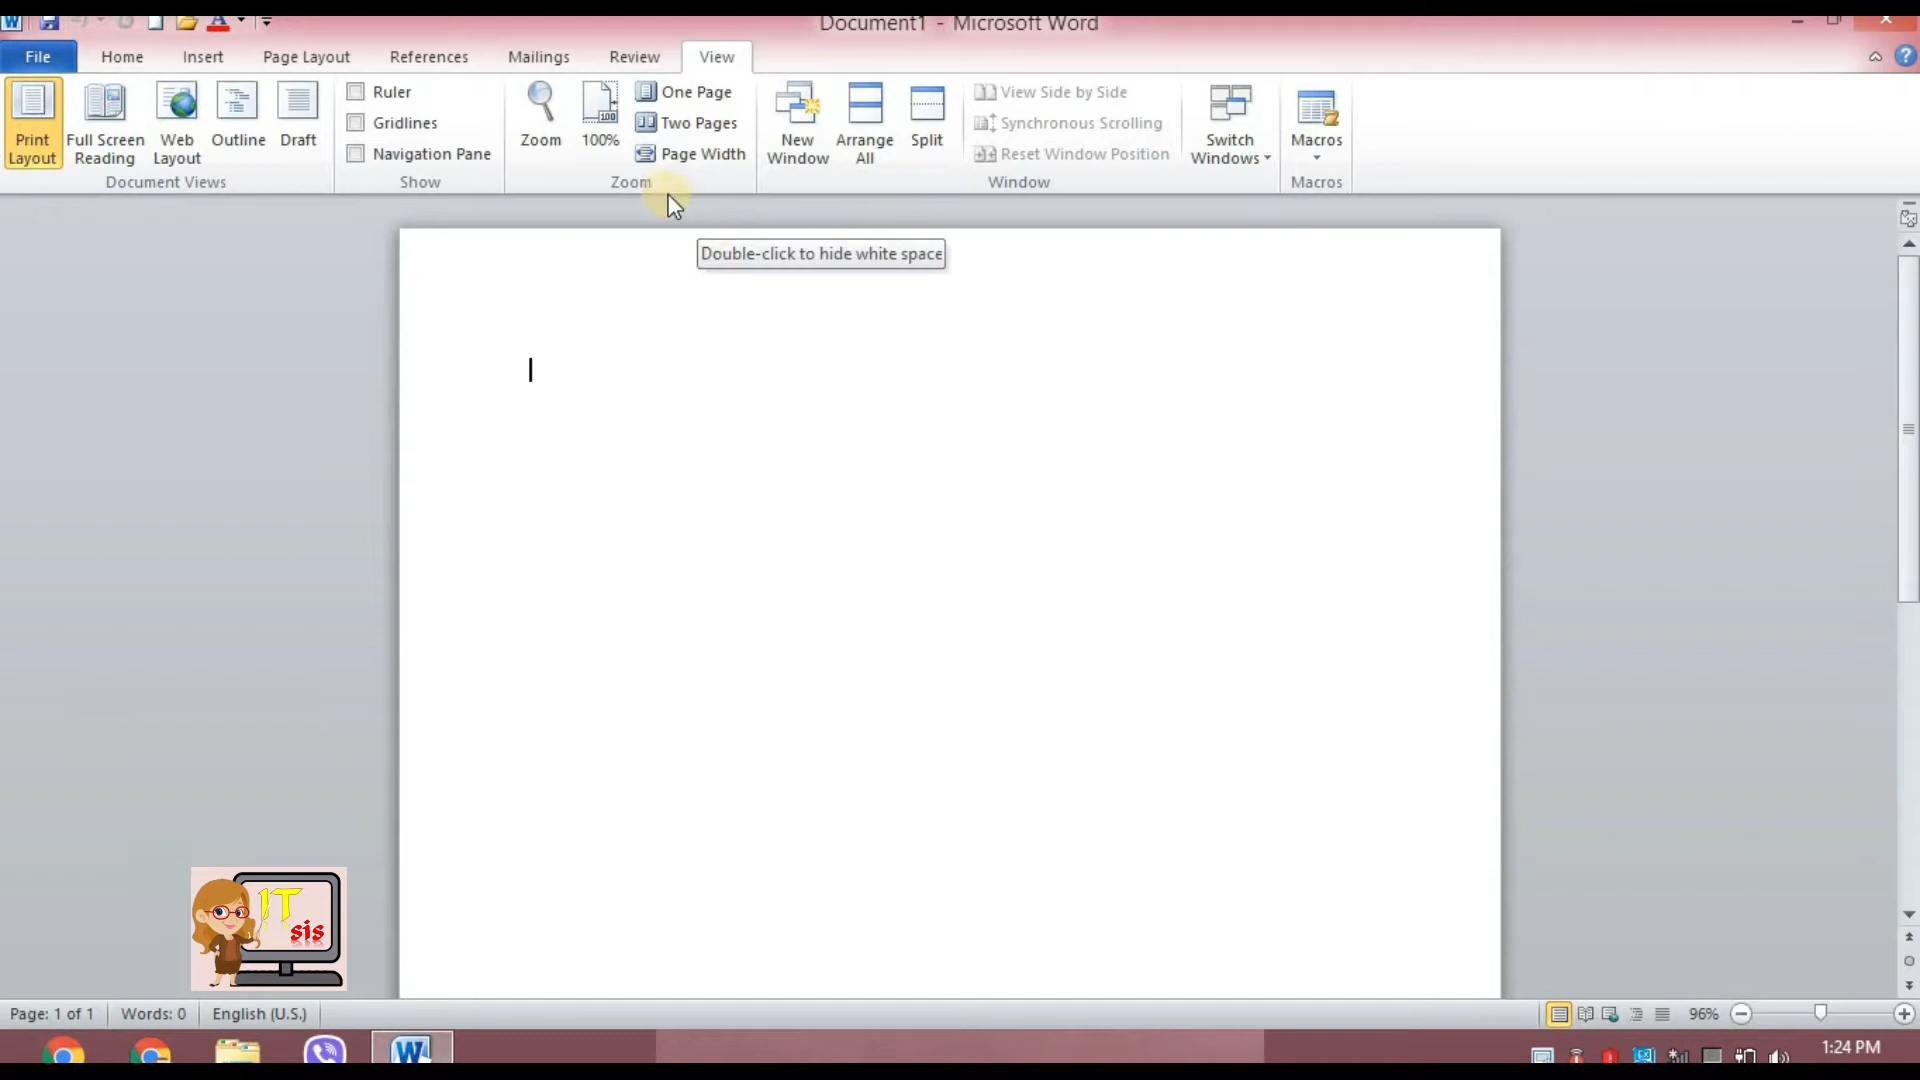 Document1 - Microsoft Word
File Home Insert Page Layout References Mailings Review View
Print Layout
Full Screen Reading
Web Layout
Outline
Draft
Document Views
Ruler
Gridlines
Navigation Pane
Show
Zoom
100%
One Page
Two Pages
Page Width
Zoom
New Window
Arrange All
Split
View Side by Side
Synchronous Scrolling
Reset Window Position
Window
Switch Windows
Macros
Macros
Double-click to hide white space
IT
sis
Page: 1 of 1 Words: 0 English (U.S.) 96%
1:24 PM